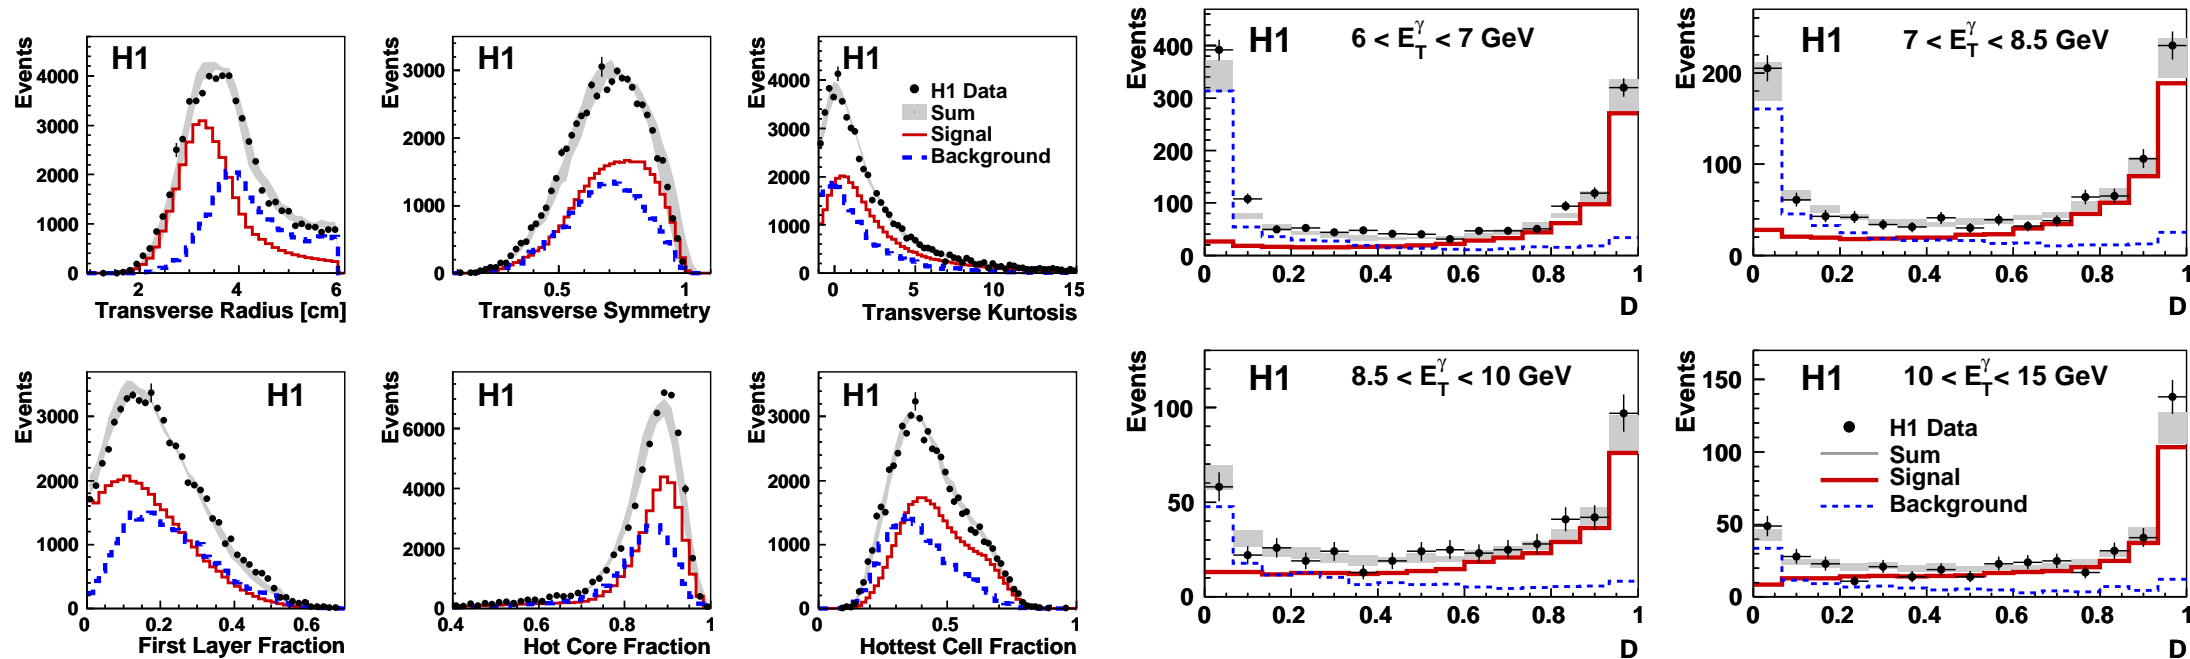 H1
Events
4000
3000
2000
1000
0
2
3
4
5
6
Transverse Radius [cm]
H1
Events
3000
2000
1000
0
0.5
1
Transverse Symmetry
H1
Events
4000
3000
2000
1000
0
0
5
10
15
Transverse Kurtosis
H1 Data
Sum
Signal
Background
H1
6 < E_T^γ < 7 GeV
Events
400
300
200
100
0
0
0.2
0.4
0.6
0.8
1
D
H1
7 < E_T^γ < 8.5 GeV
Events
200
100
0
0
0.2
0.4
0.6
0.8
1
D
H1
Events
3000
2000
1000
0
0
0.2
0.4
0.6
First Layer Fraction
H1
Events
6000
4000
2000
0
0.4
0.6
0.8
1
Hot Core Fraction
H1
Events
3000
2000
1000
0
0
0.5
1
Hottest Cell Fraction
H1
8.5 < E_T^γ < 10 GeV
Events
100
50
0
0
0.2
0.4
0.6
0.8
1
D
H1
10 < E_T^γ < 15 GeV
Events
150
100
50
0
0
0.2
0.4
0.6
0.8
1
D
H1 Data
Sum
Signal
Background